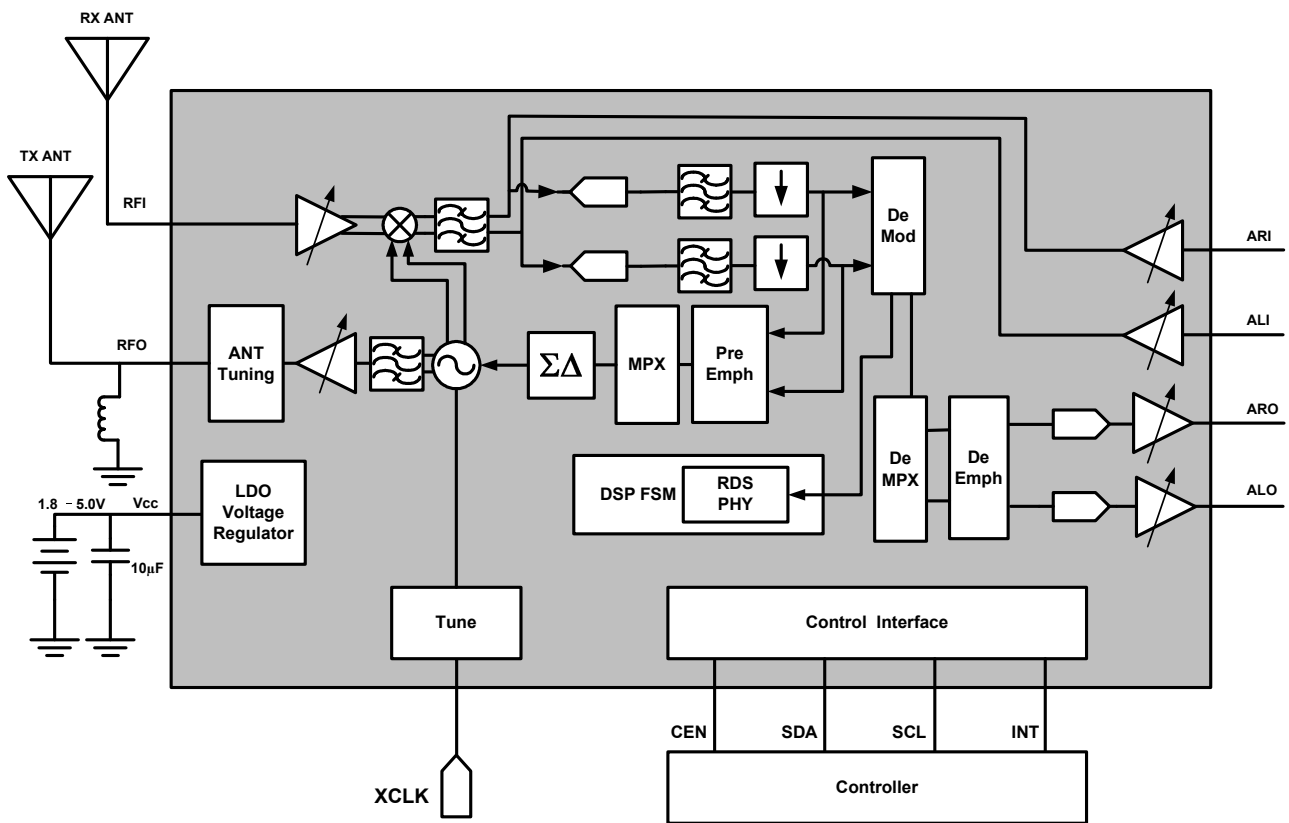 RX ANT
TX ANT
RFI
De
Mod
ARI
ALI
RFO
ANT
Tuning
ΣΔ
MPX
Pre
Emph
ARO
De
MPX
De
Emph
DSP FSM
RDS
PHY
ALO
1.8 – 5.0V
Vcc
LDO
Voltage
Regulator
10µF
Tune
Control Interface
CEN
SDA
SCL
INT
XCLK
Controller